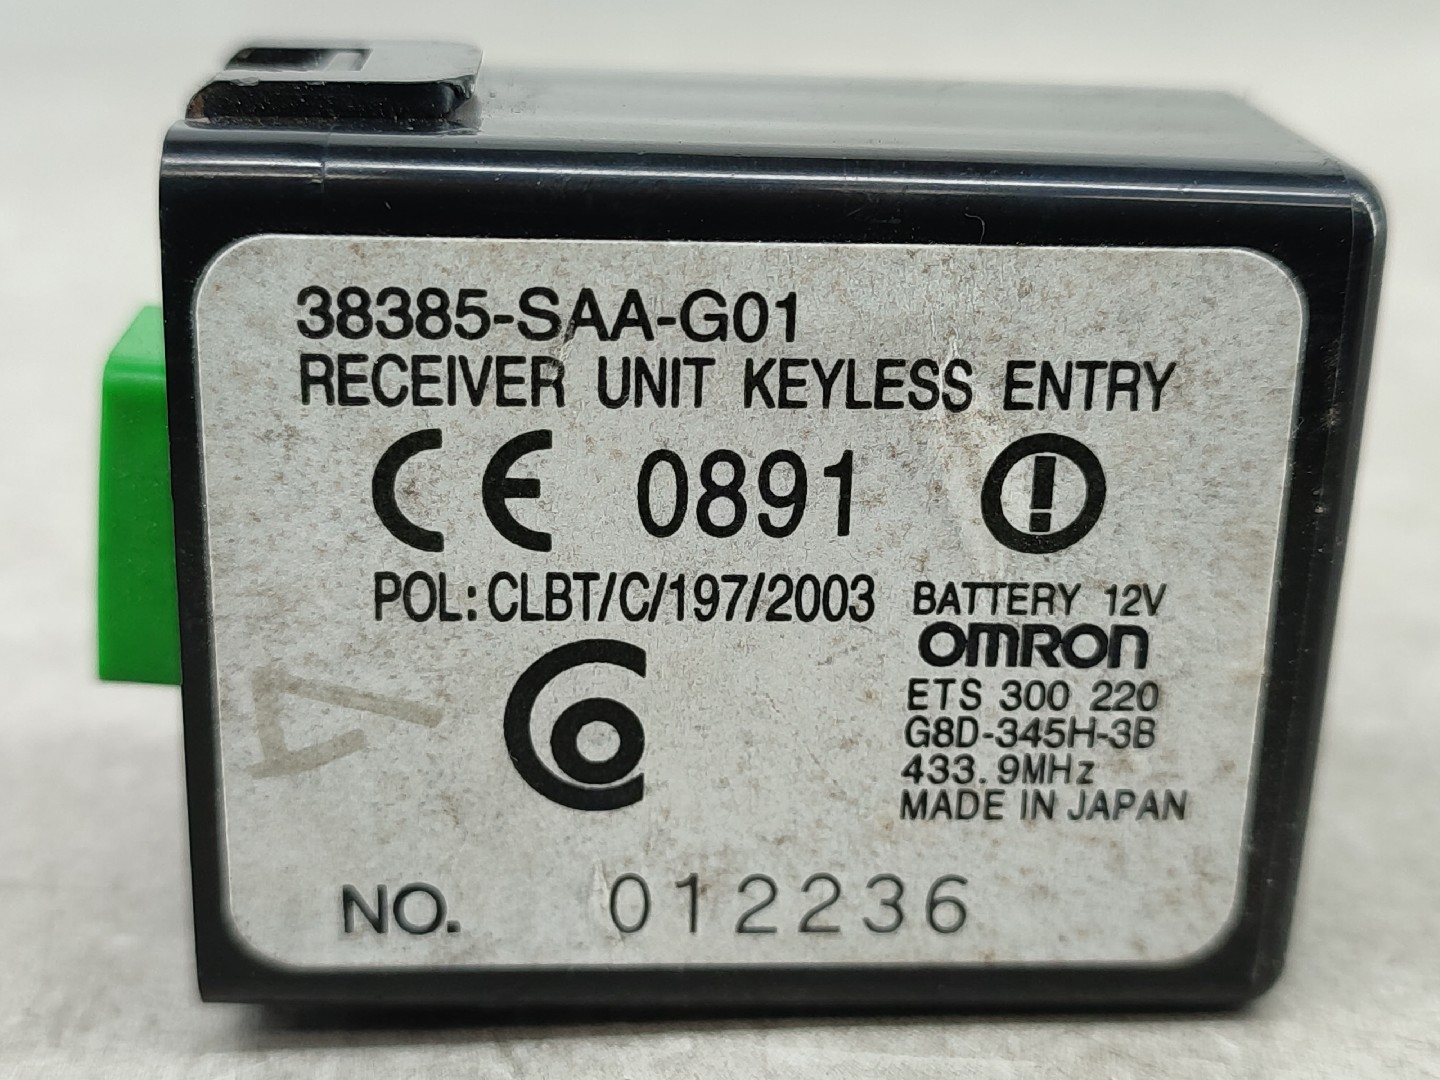 38385-SAA-G01
RECEIVER UNIT KEYLESS ENTRY
CE 0891
POL: CLBT/C/197/2003
BATTERY 12V
OMRON
ETS 300 220
G8D-345H-3B
433.9MHz
MADE IN JAPAN
NO. 012236